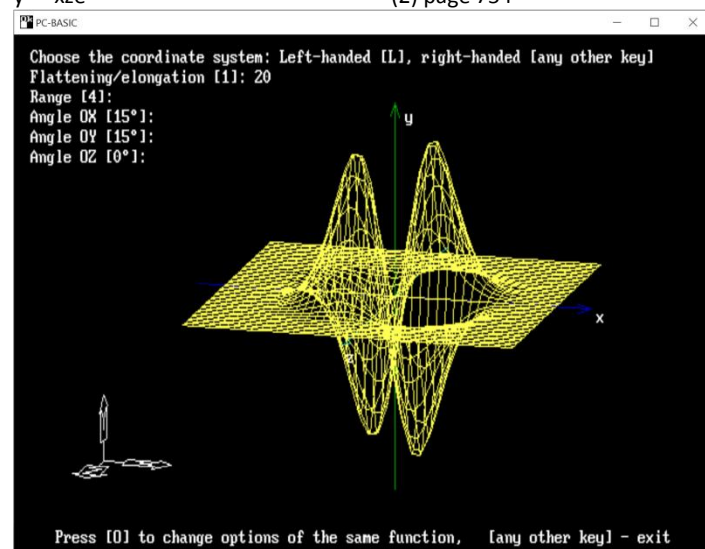 PC-BASIC
Choose the coordinate system: Left-handed [L], right-handed [any other key]
Flattening/elongation [1]: 20
Range [4]:
Angle OX [15°]:
Angle OY [15°]:
Angle OZ [0°]:
y
x
z
Press [O] to change options of the same function, [any other key] - exit